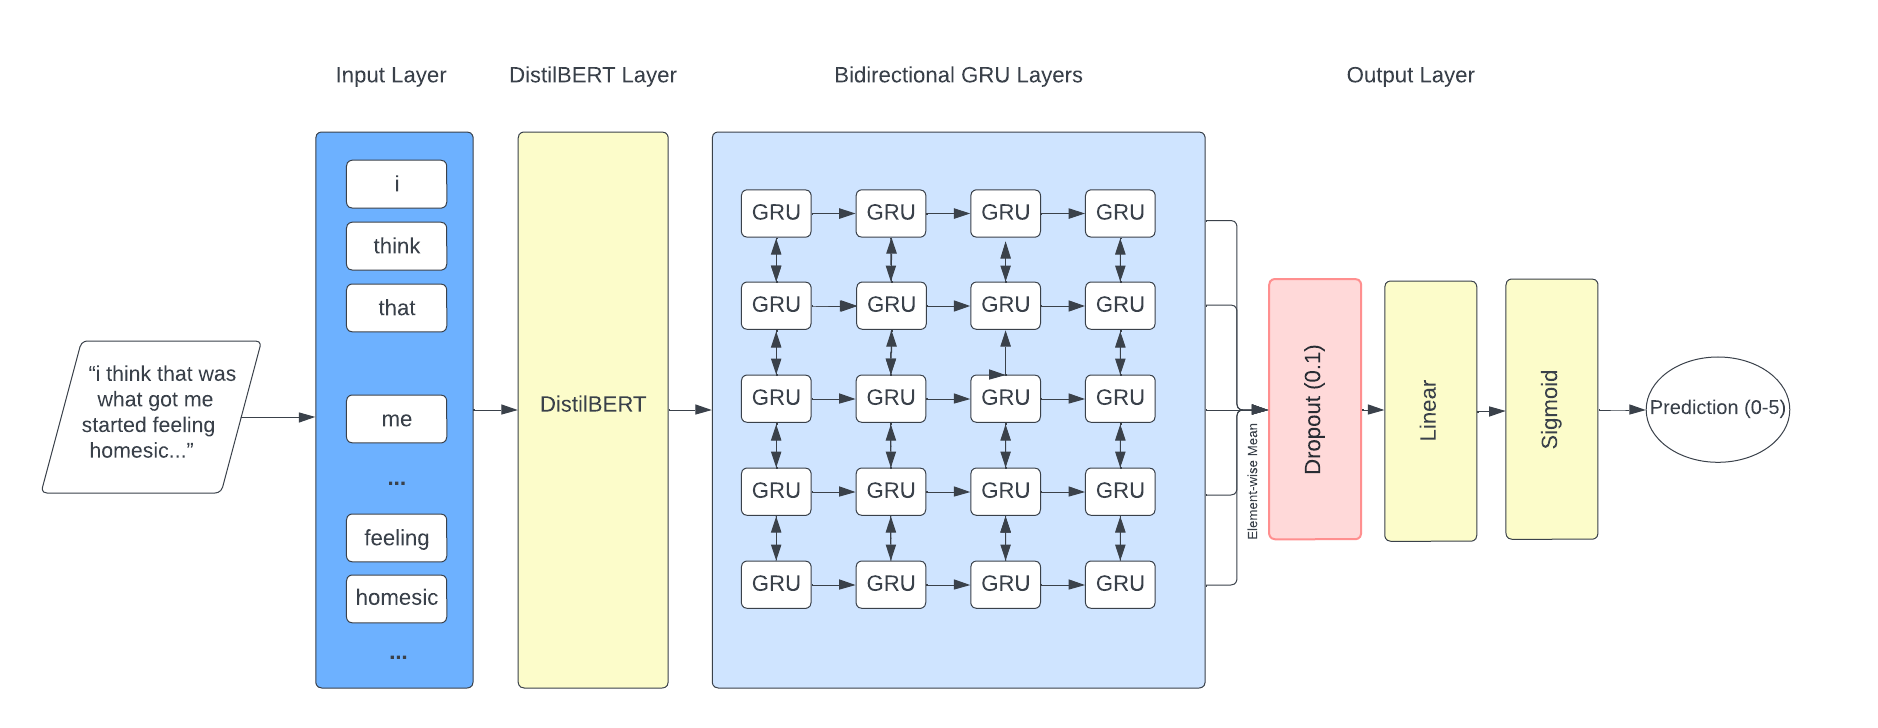 Input Layer
DistilBERT Layer
Bidirectional GRU Layers
Output Layer
“i think that was
what got me
started feeling
homesic...”
i
think
that
me
...
feeling
homesic
...
DistilBERT
GRU GRU GRU GRU
GRU GRU GRU GRU
GRU GRU GRU GRU
GRU GRU GRU GRU
GRU GRU GRU GRU
Element-wise Mean
Dropout (0.1)
Linear
Sigmoid
Prediction (0-5)